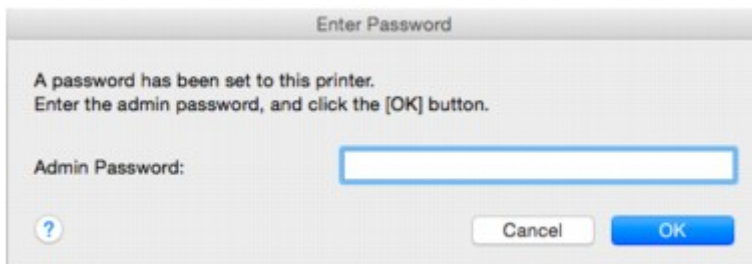 Enter Password
A password has been set to this printer.
Enter the admin password, and click the [OK] button.
Admin Password:
?
Cancel
OK